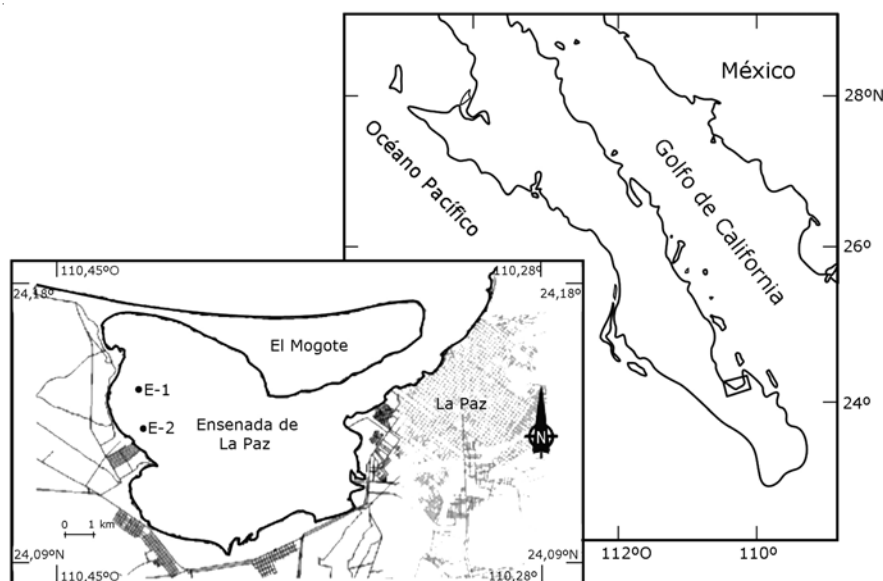 México
28ºN
Océano Pacífico
Golfo de California
26º
24º
112ºO
110º
110,45ºO
110,28º
24,18º
24,18º
El Mogote
E-1
E-2
Ensenada de
La Paz
La Paz
N
0 1 km
24,09ºN
24,09º
110,45ºO
110,28º